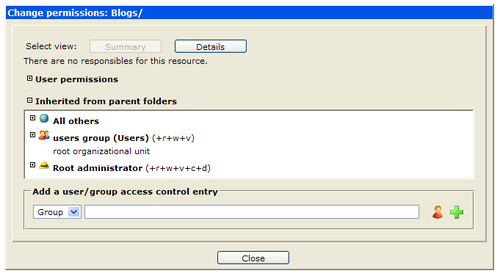 Change permissions: Blogs/
Select view: Summary Details
There are no responsibles for this resource.
User permissions
Inherited from parent folders
All others
users group (Users) (+r+w+v)
root organizational unit
Root administrator (+r+w+v+c+d)
Add a user/group access control entry
Group
Close